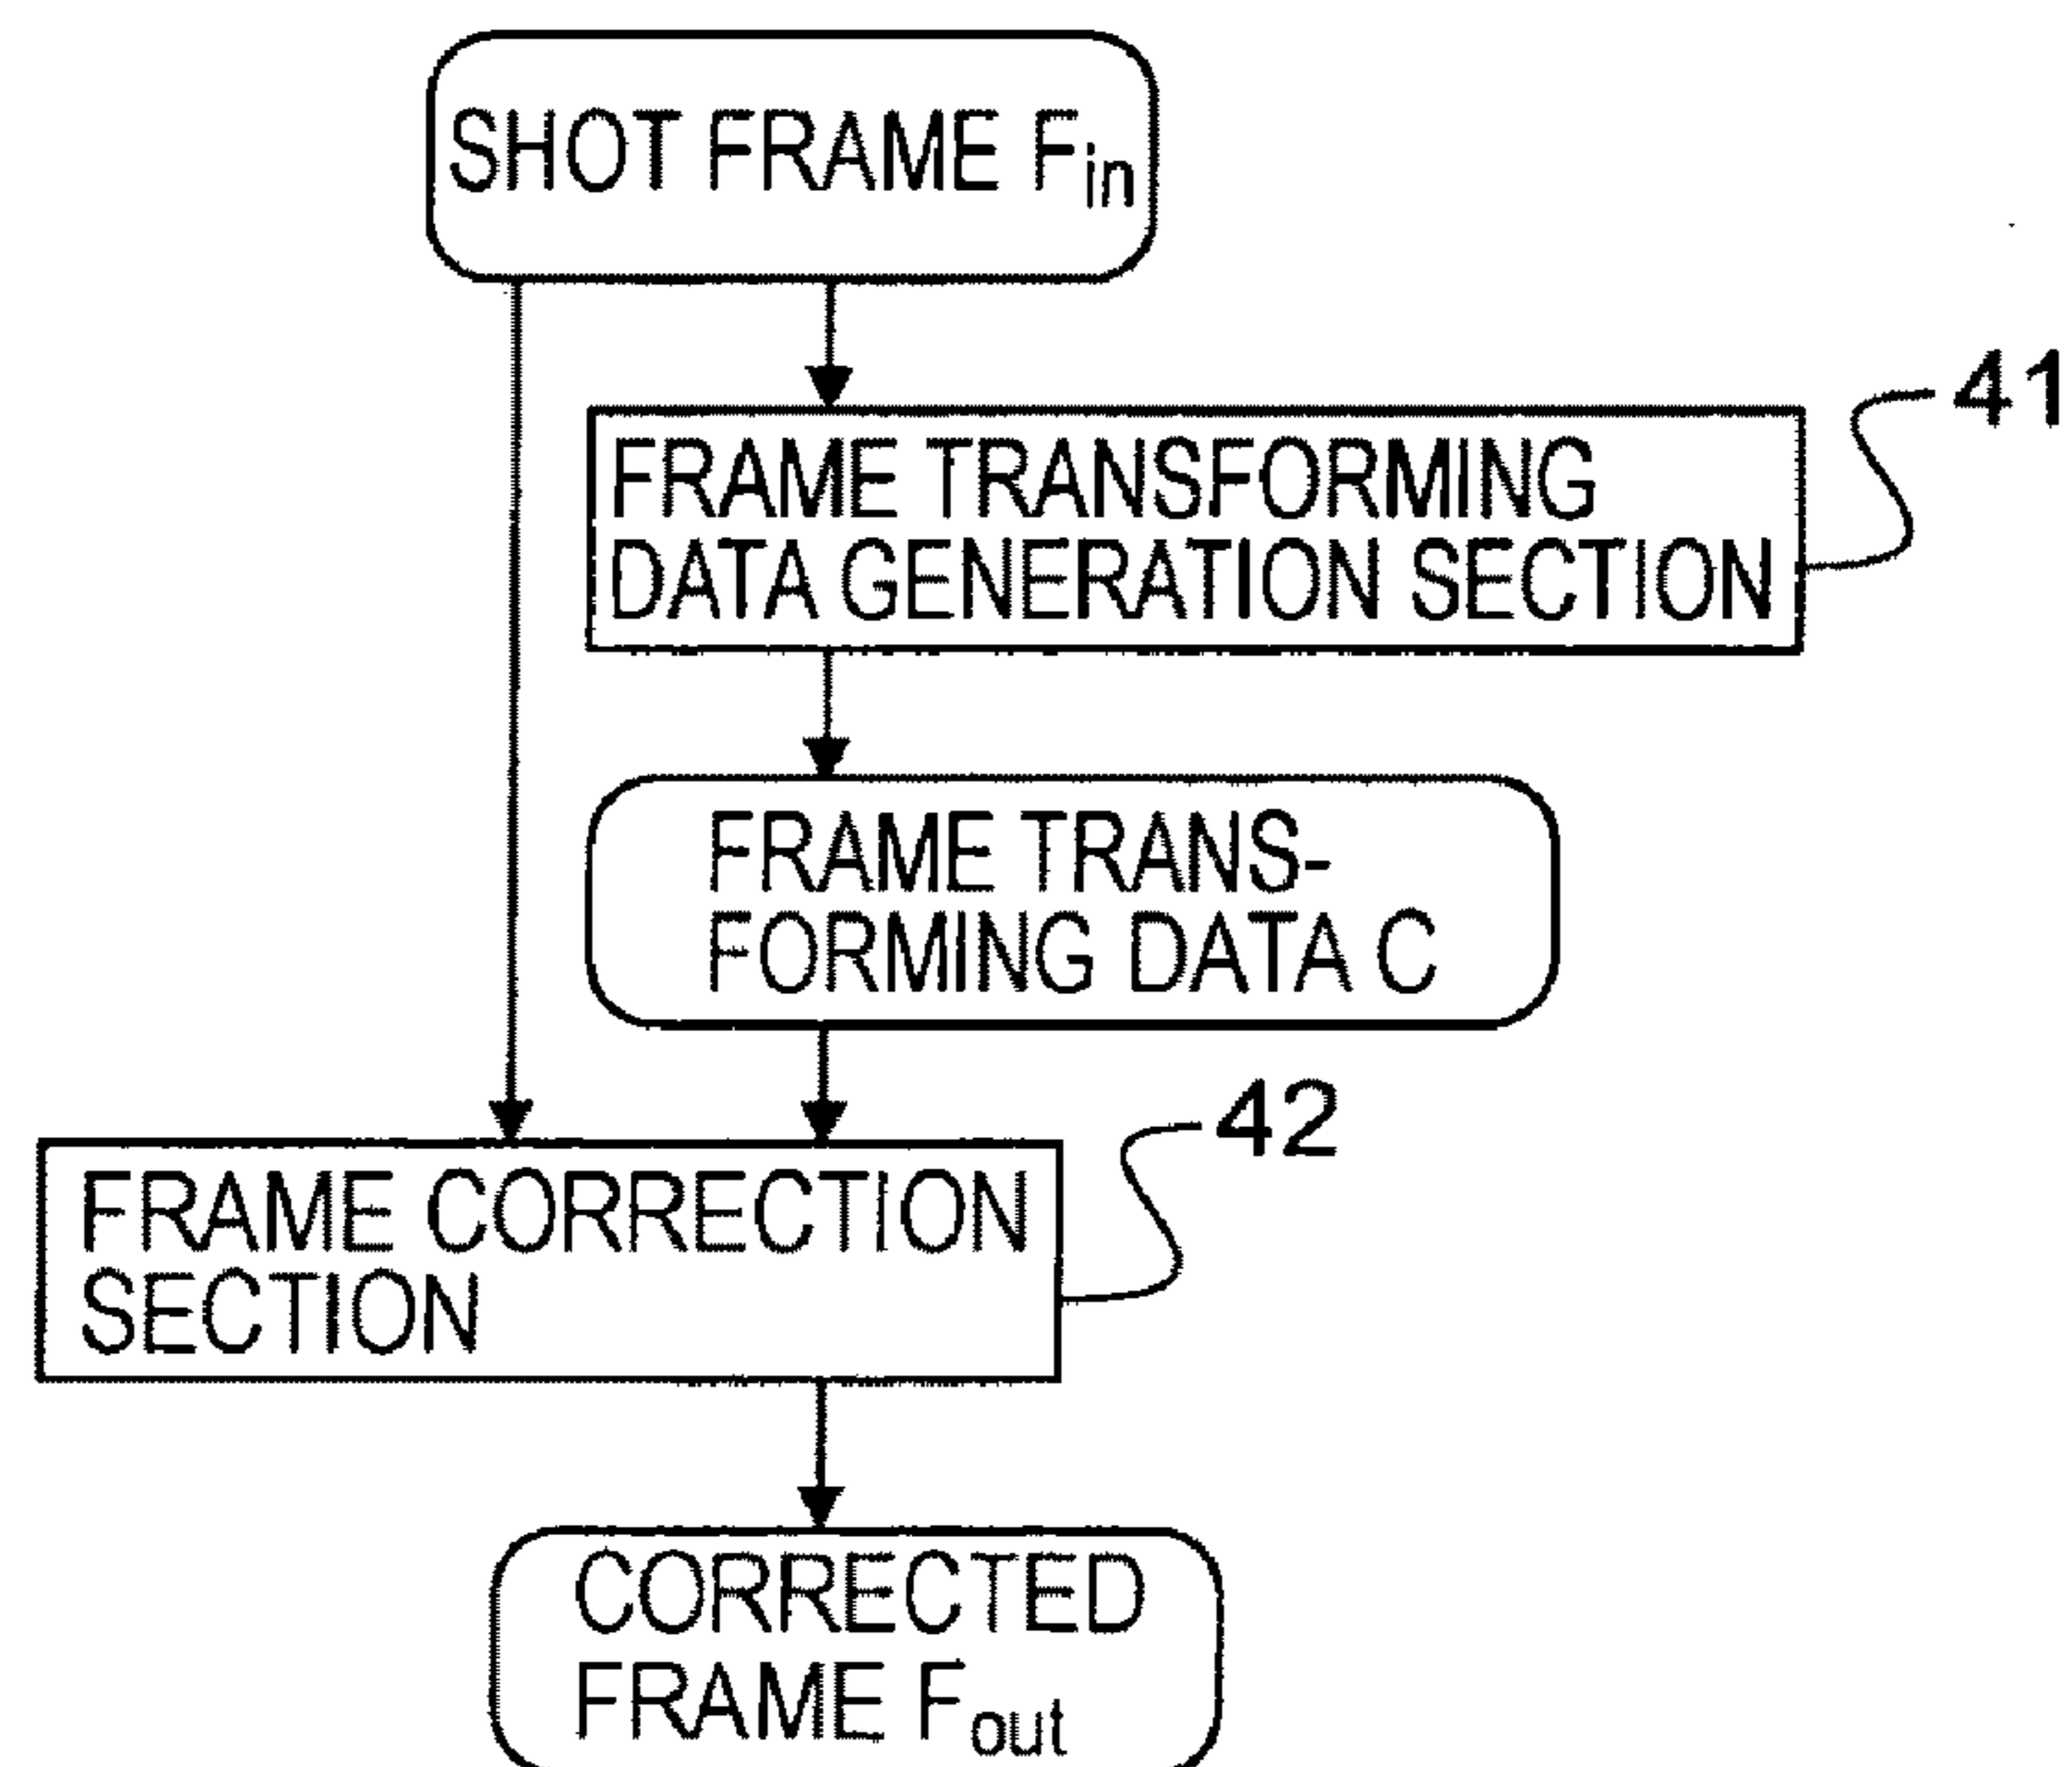 SHOT FRAME Fin
41
FRAME TRANSFORMING
DATA GENERATION SECTION
FRAME TRANS-
FORMING DATA C
42
FRAME CORRECTION
SECTION
CORRECTED
FRAME Fout